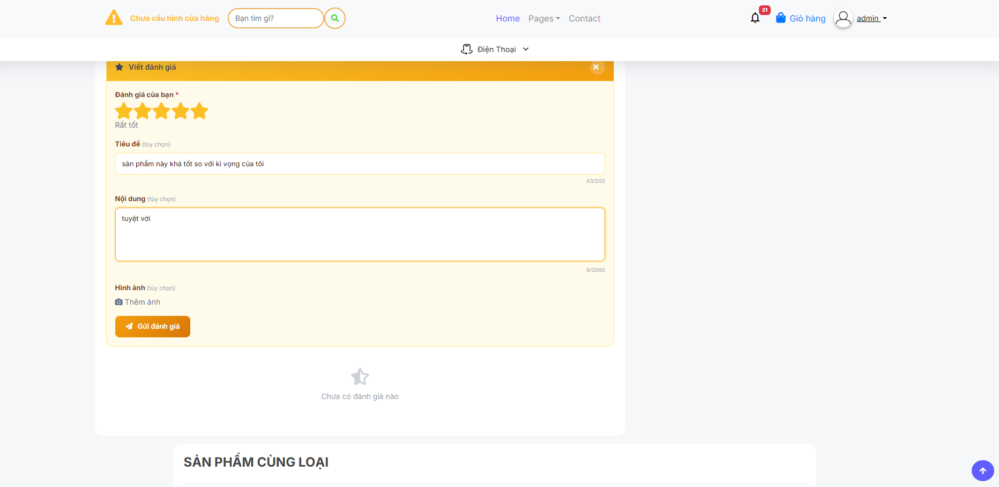 Chưa cấu hình cửa hàng
Bạn tìm gì?
Home
Pages
Contact
21
Giỏ hàng
admin
Điện Thoại
Viết đánh giá
Đánh giá của bạn *
Rất tốt
Tiêu đề (tùy chọn)
sản phẩm này khá tốt so với kì vọng của tôi
43/200
Nội dung (tùy chọn)
tuyệt vời
9/2000
Hình ảnh (tùy chọn)
Thêm ảnh
Gửi đánh giá
Chưa có đánh giá nào
SẢN PHẨM CÙNG LOẠI